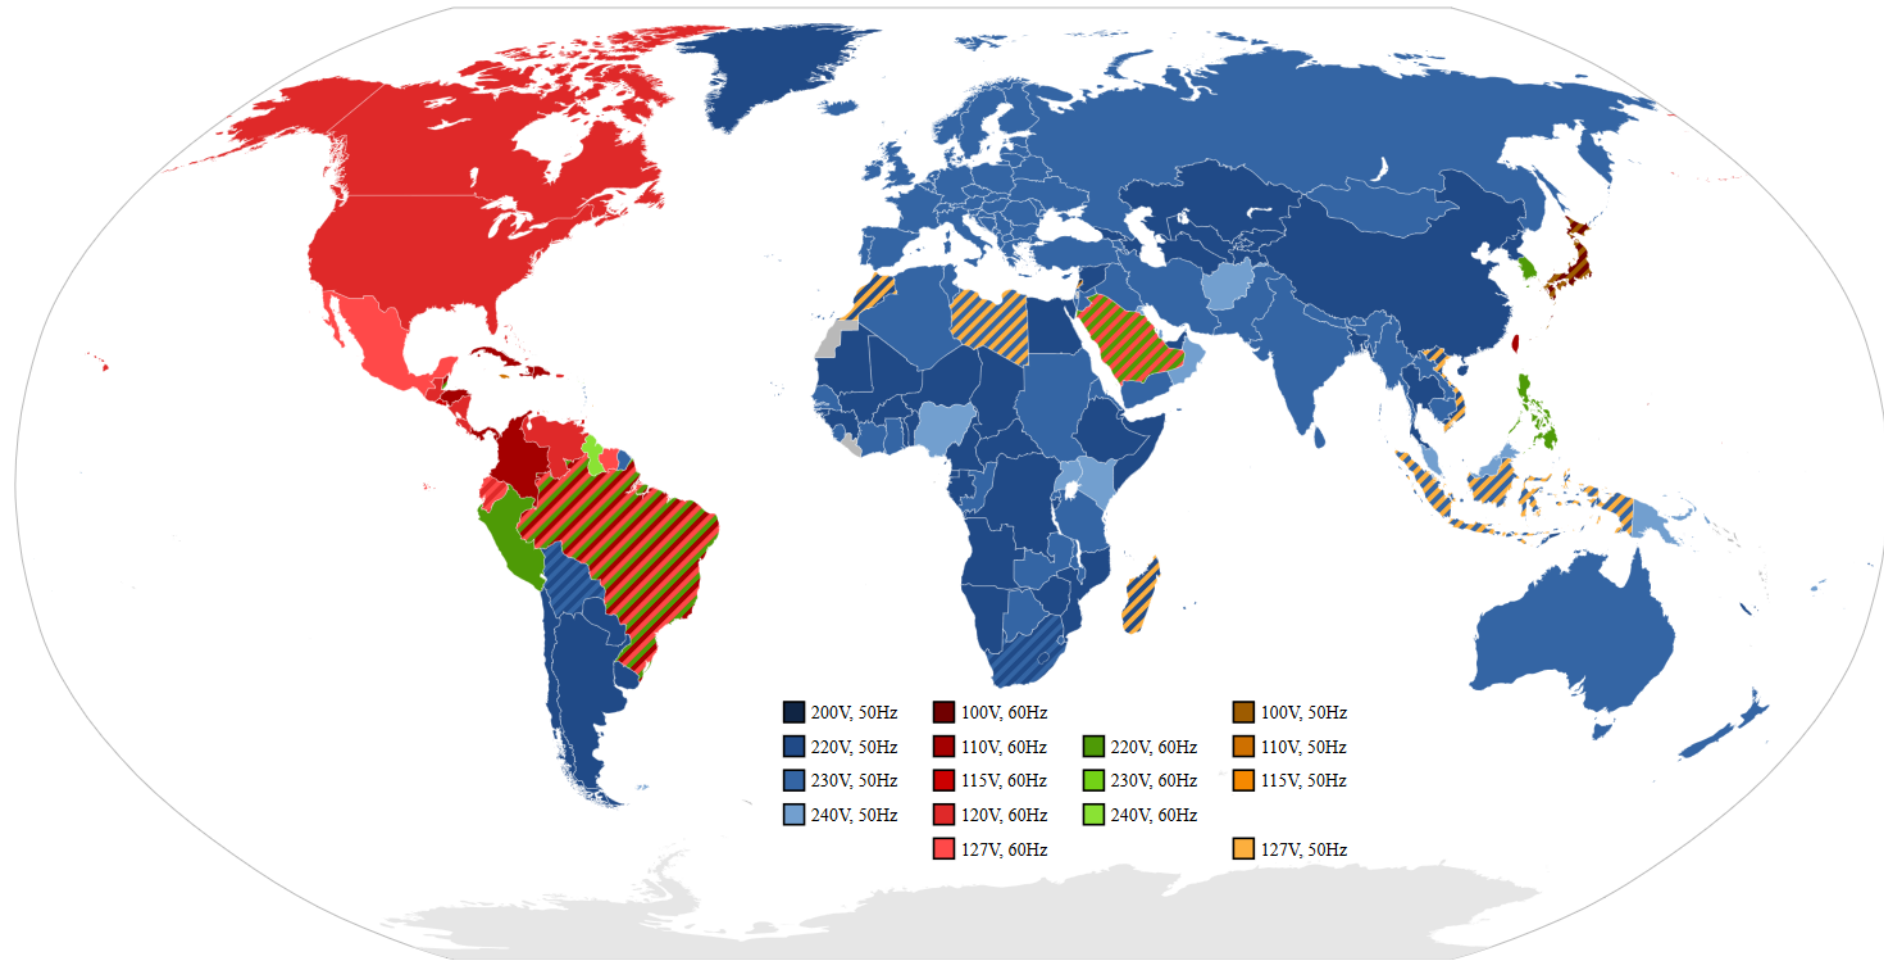 200V, 50Hz
100V, 60Hz
100V, 50Hz
220V, 50Hz
110V, 60Hz
220V, 60Hz
110V, 50Hz
230V, 50Hz
115V, 60Hz
230V, 60Hz
115V, 50Hz
240V, 50Hz
120V, 60Hz
240V, 60Hz
127V, 60Hz
127V, 50Hz